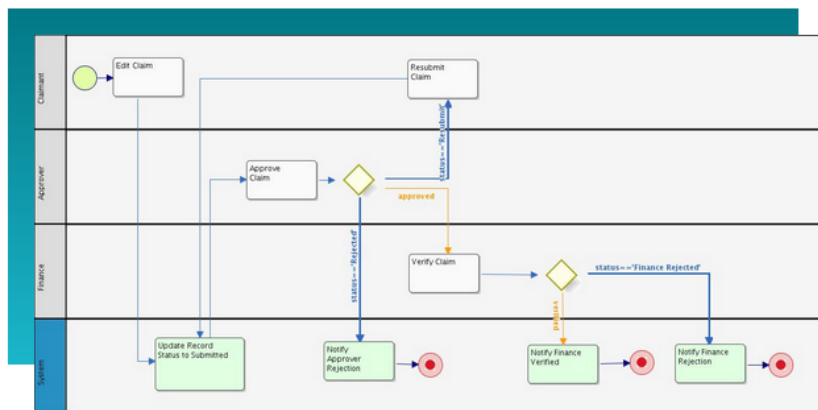 Claimant
Edit Claim
Resubmit
Claim
status=='Resubmit'
Approver
Approve
Claim
approved
Finance
status=='Rejected'
Verify Claim
status=='Finance Rejected'
verified
System
Update Record
Status to Submitted
Notify
Approver
Rejection
Notify Finance
Verified
Notify Finance
Rejection